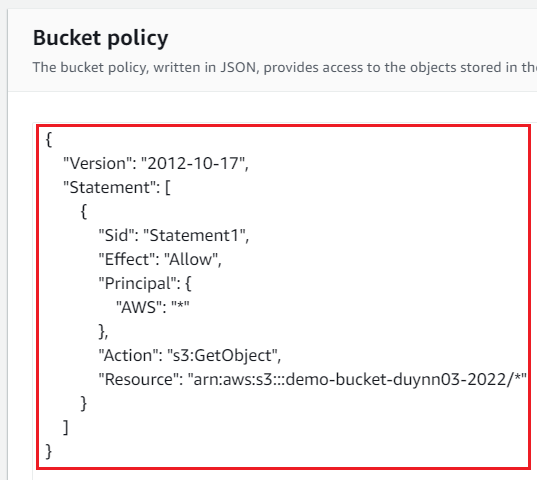 Bucket policy
The bucket policy, written in JSON, provides access to the objects stored in the
{
"Version": "2012-10-17",
"Statement": [
{
"Sid": "Statement1",
"Effect": "Allow",
"Principal": {
"AWS": "*"
},
"Action": "s3:GetObject",
"Resource": "arn:aws:s3:::demo-bucket-duynn03-2022/*"
}
]
}